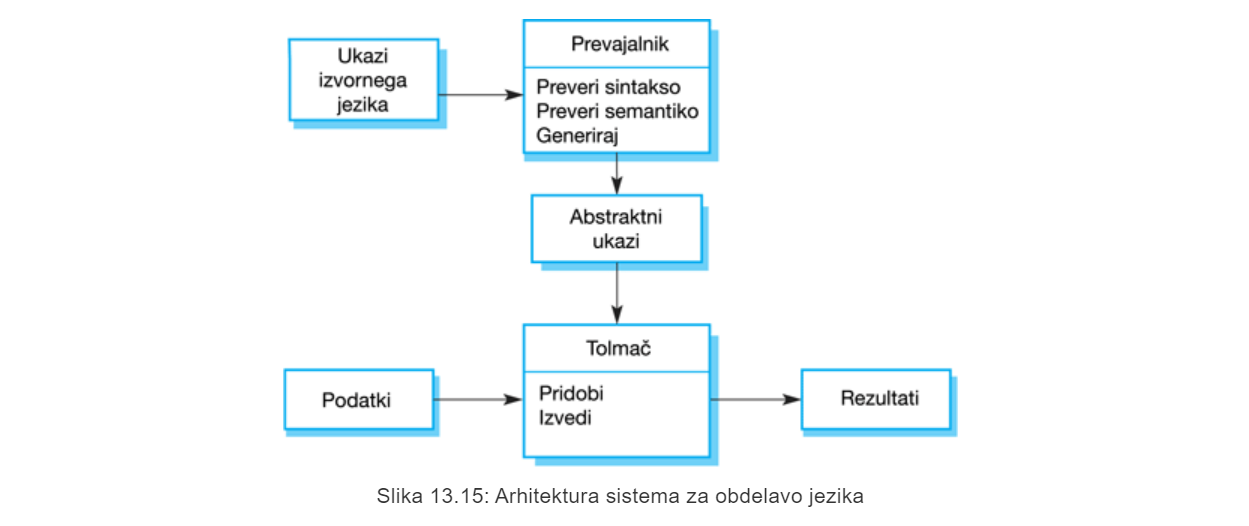 Ukazi
izvornega
jezika
Prevajalnik
Preveri sintakso
Preveri semantiko
Generiraj
Abstraktni
ukazi
Podatki
Tolmač
Pridobi
Izvedi
Rezultati
Slika 13.15: Arhitektura sistema za obdelavo jezika